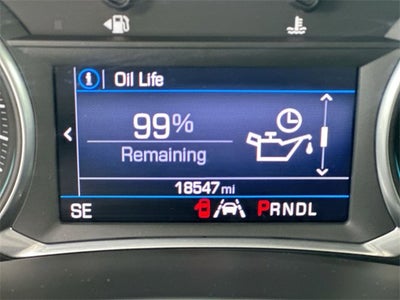 Oil Life
99%
Remaining
18547 mi
SE PRNDL